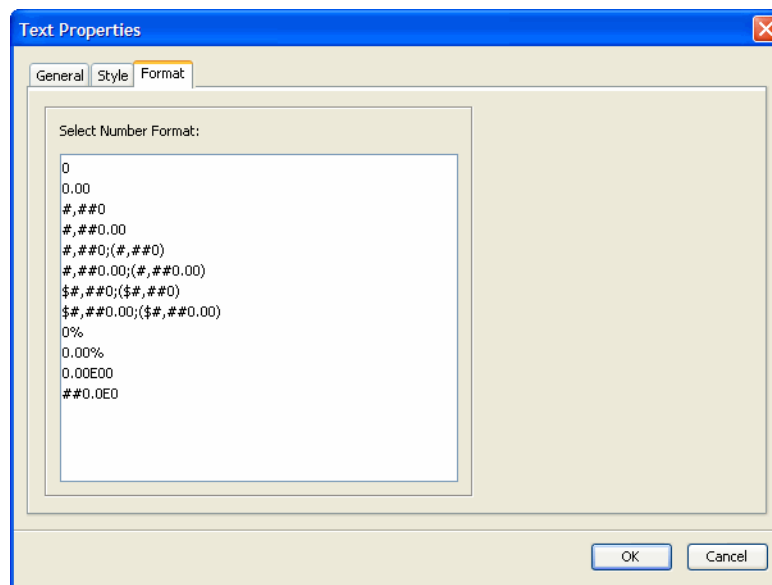 Text Properties
General Style Format
Select Number Format:
0
0.00
#,##0
#,##0.00
#,##0;(#,##0)
#,##0.00;(#,##0.00)
$#,##0;($#,##0)
$#,##0.00;($#,##0.00)
0%
0.00%
0.00E00
##0.0E0
OK Cancel